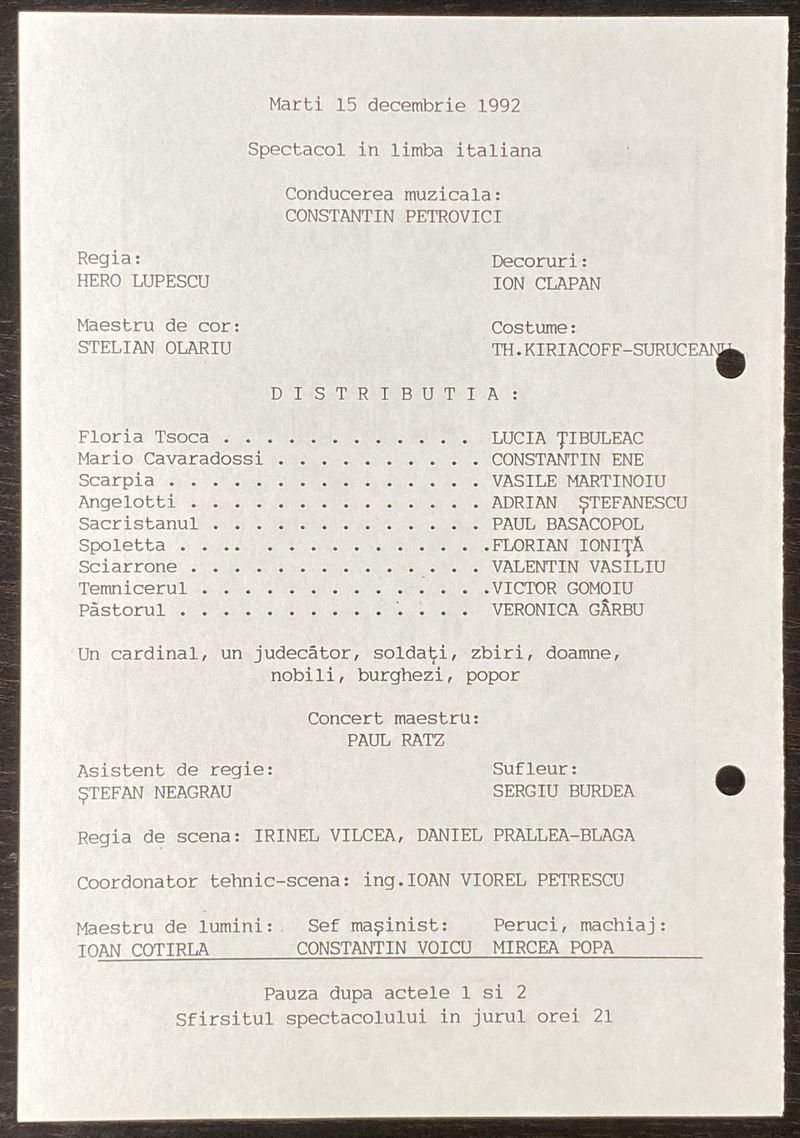 Marti 15 decembrie 1992
Spectacol in limba italiana
Conducerea muzicala:
CONSTANTIN PETROVICI
Regia: Decoruri:
HERO LUPESCU ION CLAPAN
Maestru de cor: Costume:
STELIAN OLARIU TH.KIRIACOFF-SURUCEANU
D I S T R I B U T I A :
Floria Tsoca . . . . . . . . . . . . LUCIA ŢIBULEAC
Mario Cavaradossi . . . . . . . . . . CONSTANTIN ENE
Scarpia . . . . . . . . . . . . . . . VASILE MARTINOIU
Angelotti . . . . . . . . . . . . . . ADRIAN ŞTEFANESCU
Sacristanul . . . . . . . . . . . . . PAUL BASACOPOL
Spoletta . . .. . . . . . . . . . . .FLORIAN IONIŢĂ
Sciarrone . . . . . . . . . . . . . . VALENTIN VASILIU
Temnicerul . . . . . . . . . . . . . .VICTOR GOMOIU
Păstorul . . . . . . . . . . . . . . VERONICA GÂRBU
Un cardinal, un judecător, soldaţi, zbiri, doamne,
nobili, burghezi, popor
Concert maestru:
PAUL RATZ
Asistent de regie: Sufleur:
ŞTEFAN NEAGRAU SERGIU BURDEA
Regia de scena: IRINEL VILCEA, DANIEL PRALLEA-BLAGA
Coordonator tehnic-scena: ing.IOAN VIOREL PETRESCU
Maestru de lumini: Sef maşinist: Peruci, machiaj:
IOAN COTIRLA CONSTANTIN VOICU MIRCEA POPA
Pauza dupa actele 1 si 2
Sfirsitul spectacolului in jurul orei 21